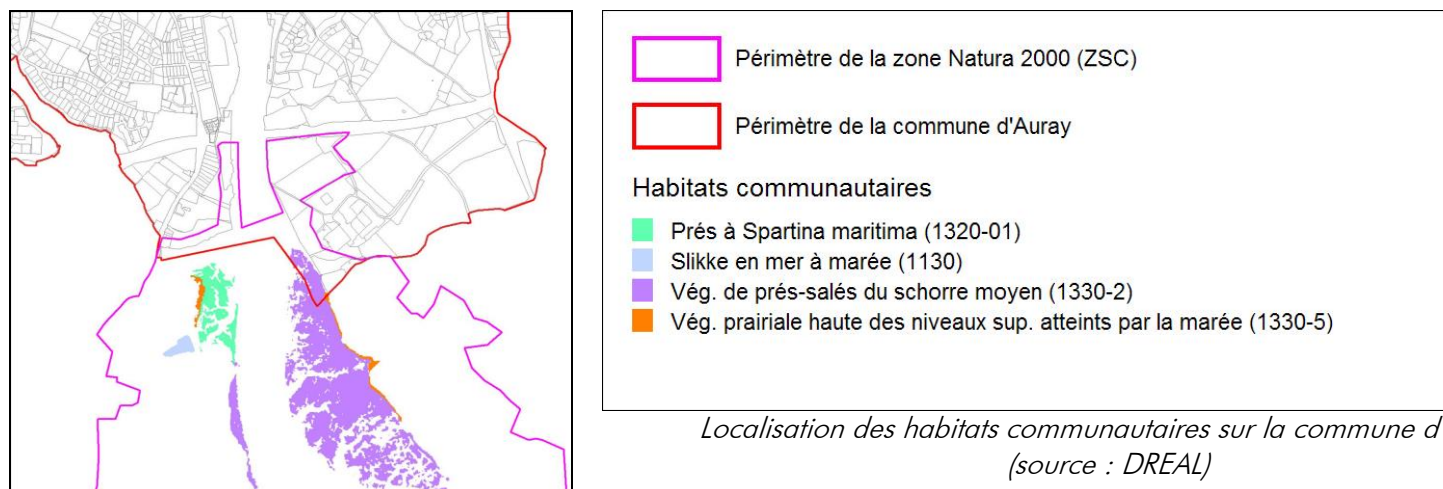 Périmètre de la zone Natura 2000 (ZSC)
Périmètre de la commune d'Auray
Habitats communautaires
Prés à Spartina maritima (1320-01)
Slikke en mer à marée (1130)
Vég. de prés-salés du schorre moyen (1330-2)
Vég. prairiale haute des niveaux sup. atteints par la marée (1330-5)
Localisation des habitats communautaires sur la commune d
(source : DREAL)